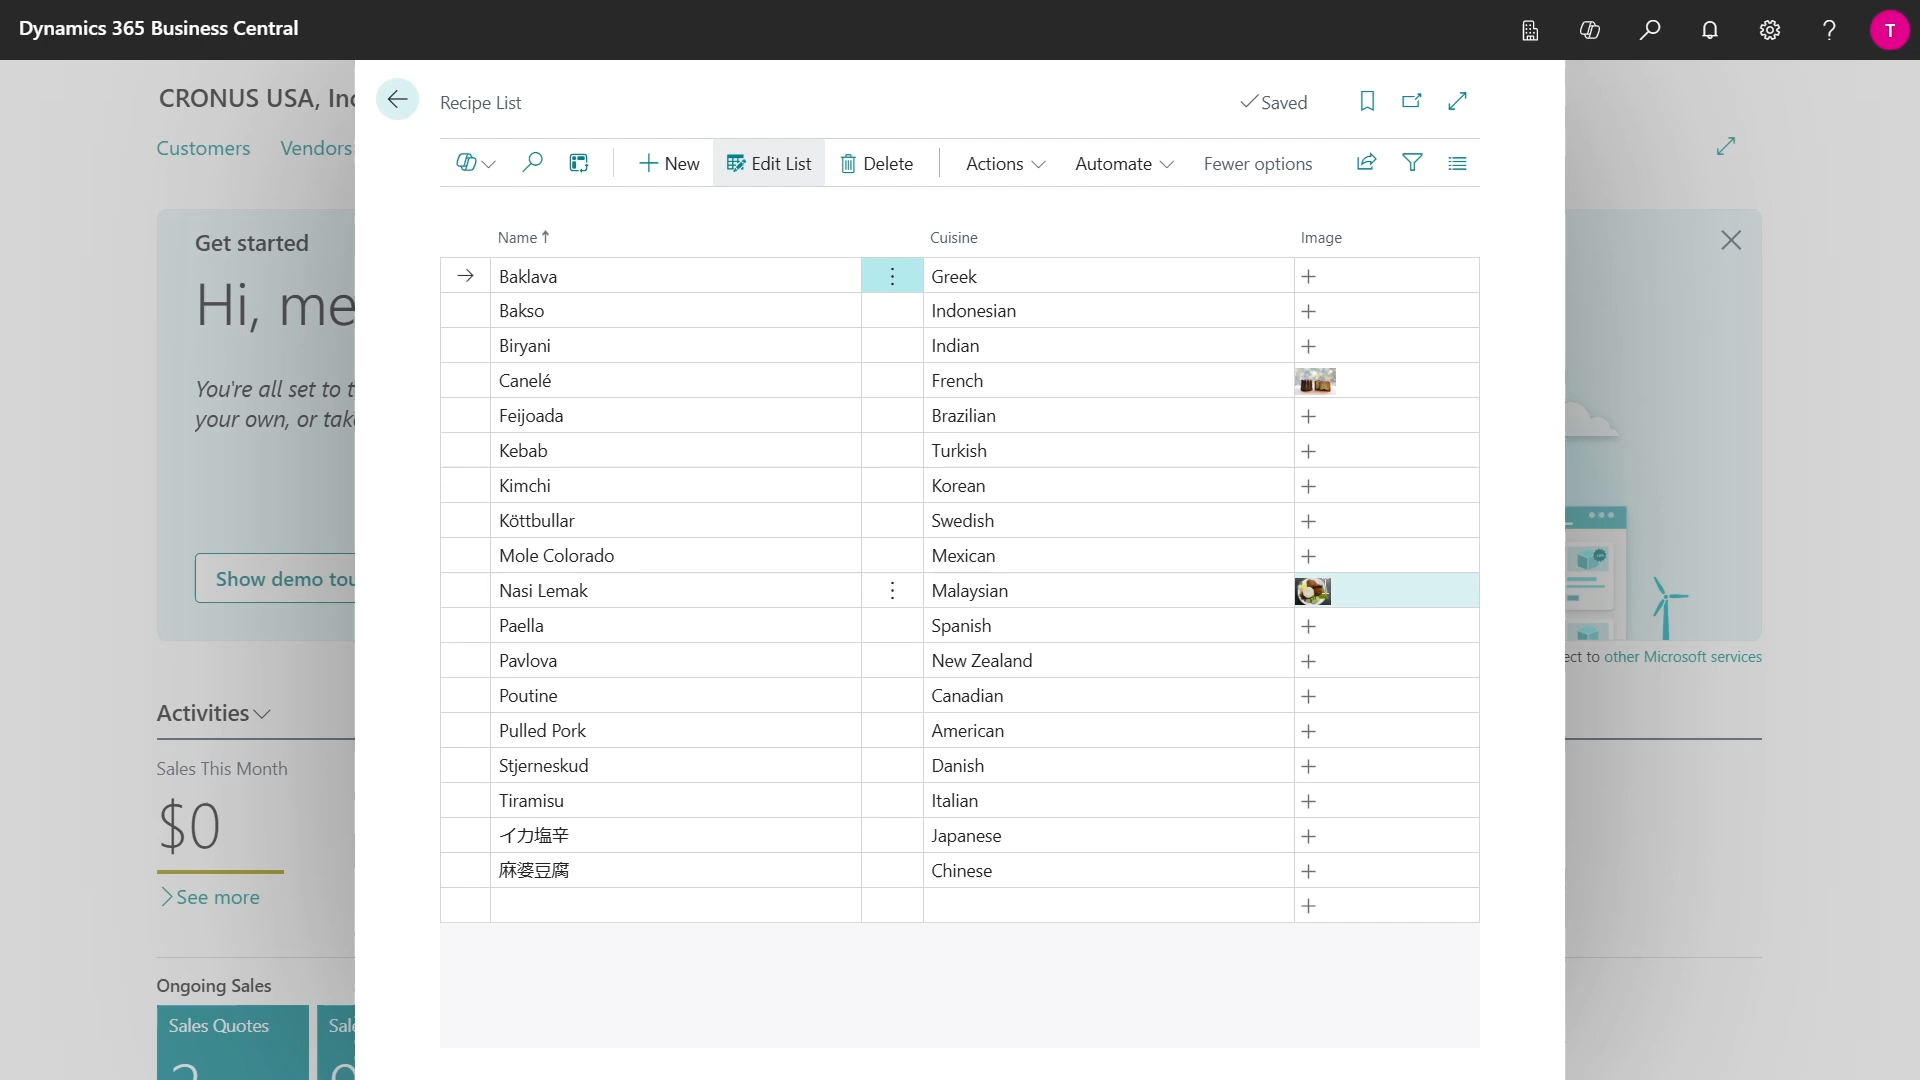 Dynamics 365 Business Central
T
CRONUS USA, Inc
Customers Vendors
Recipe List
Saved
New Edit List Delete Actions Automate Fewer options
Get started
Hi, me
You're all set to t
your own, or tak
Show demo tou
Name Cuisine Image
Baklava Greek
Bakso Indonesian
Biryani Indian
Canelé French
Feijoada Brazilian
Kebab Turkish
Kimchi Korean
Köttbullar Swedish
Mole Colorado Mexican
Nasi Lemak Malaysian
Paella Spanish
Pavlova New Zealand
Poutine Canadian
Pulled Pork American
Stjerneskud Danish
Tiramisu Italian
イカ塩辛 Japanese
麻婆豆腐 Chinese
ect to other Microsoft services
Activities
Sales This Month
$0
See more
Ongoing Sales
Sales Quotes